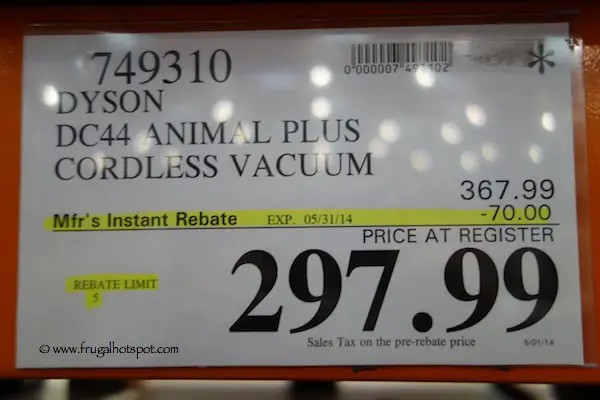 749310
DYSON
DC44 ANIMAL PLUS
CORDLESS VACUUM
367.99
Mfr's Instant Rebate EXP. 05/31/14 -70.00
PRICE AT REGISTER
297.99
REBATE LIMIT
5
Sales Tax on the pre-rebate price
5/01/14
© www.frugalhotspot.com